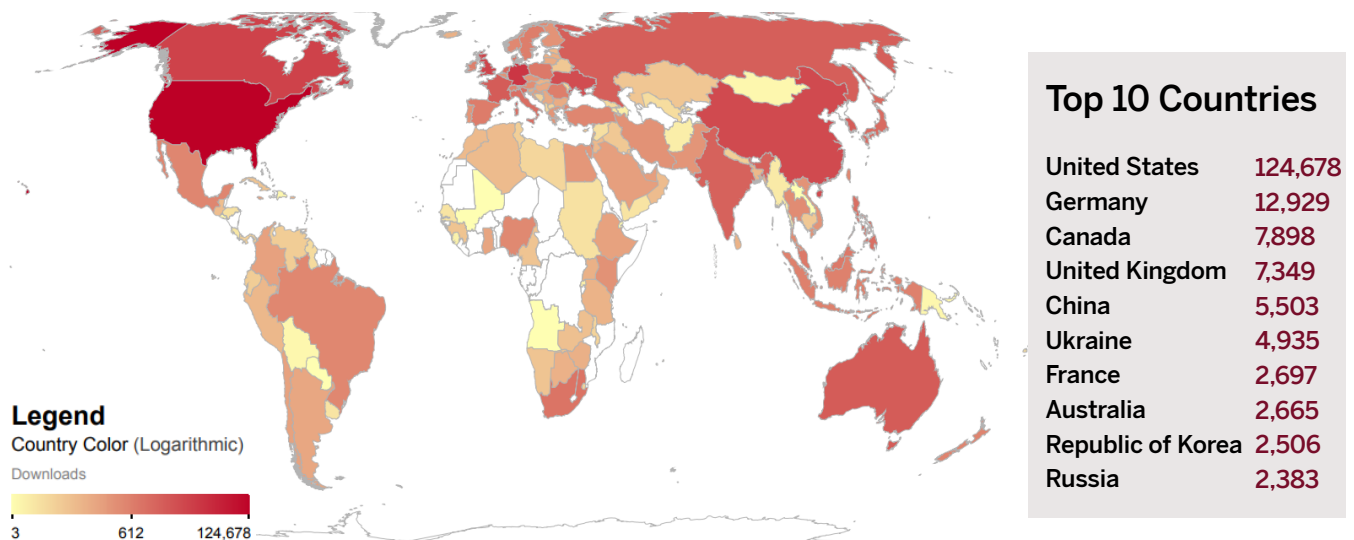 Top 10 Countries
United States 124,678
Germany 12,929
Canada 7,898
United Kingdom 7,349
China 5,503
Ukraine 4,935
France 2,697
Australia 2,665
Republic of Korea 2,506
Russia 2,383
Legend
Country Color (Logarithmic)
Downloads
3 612 124,678